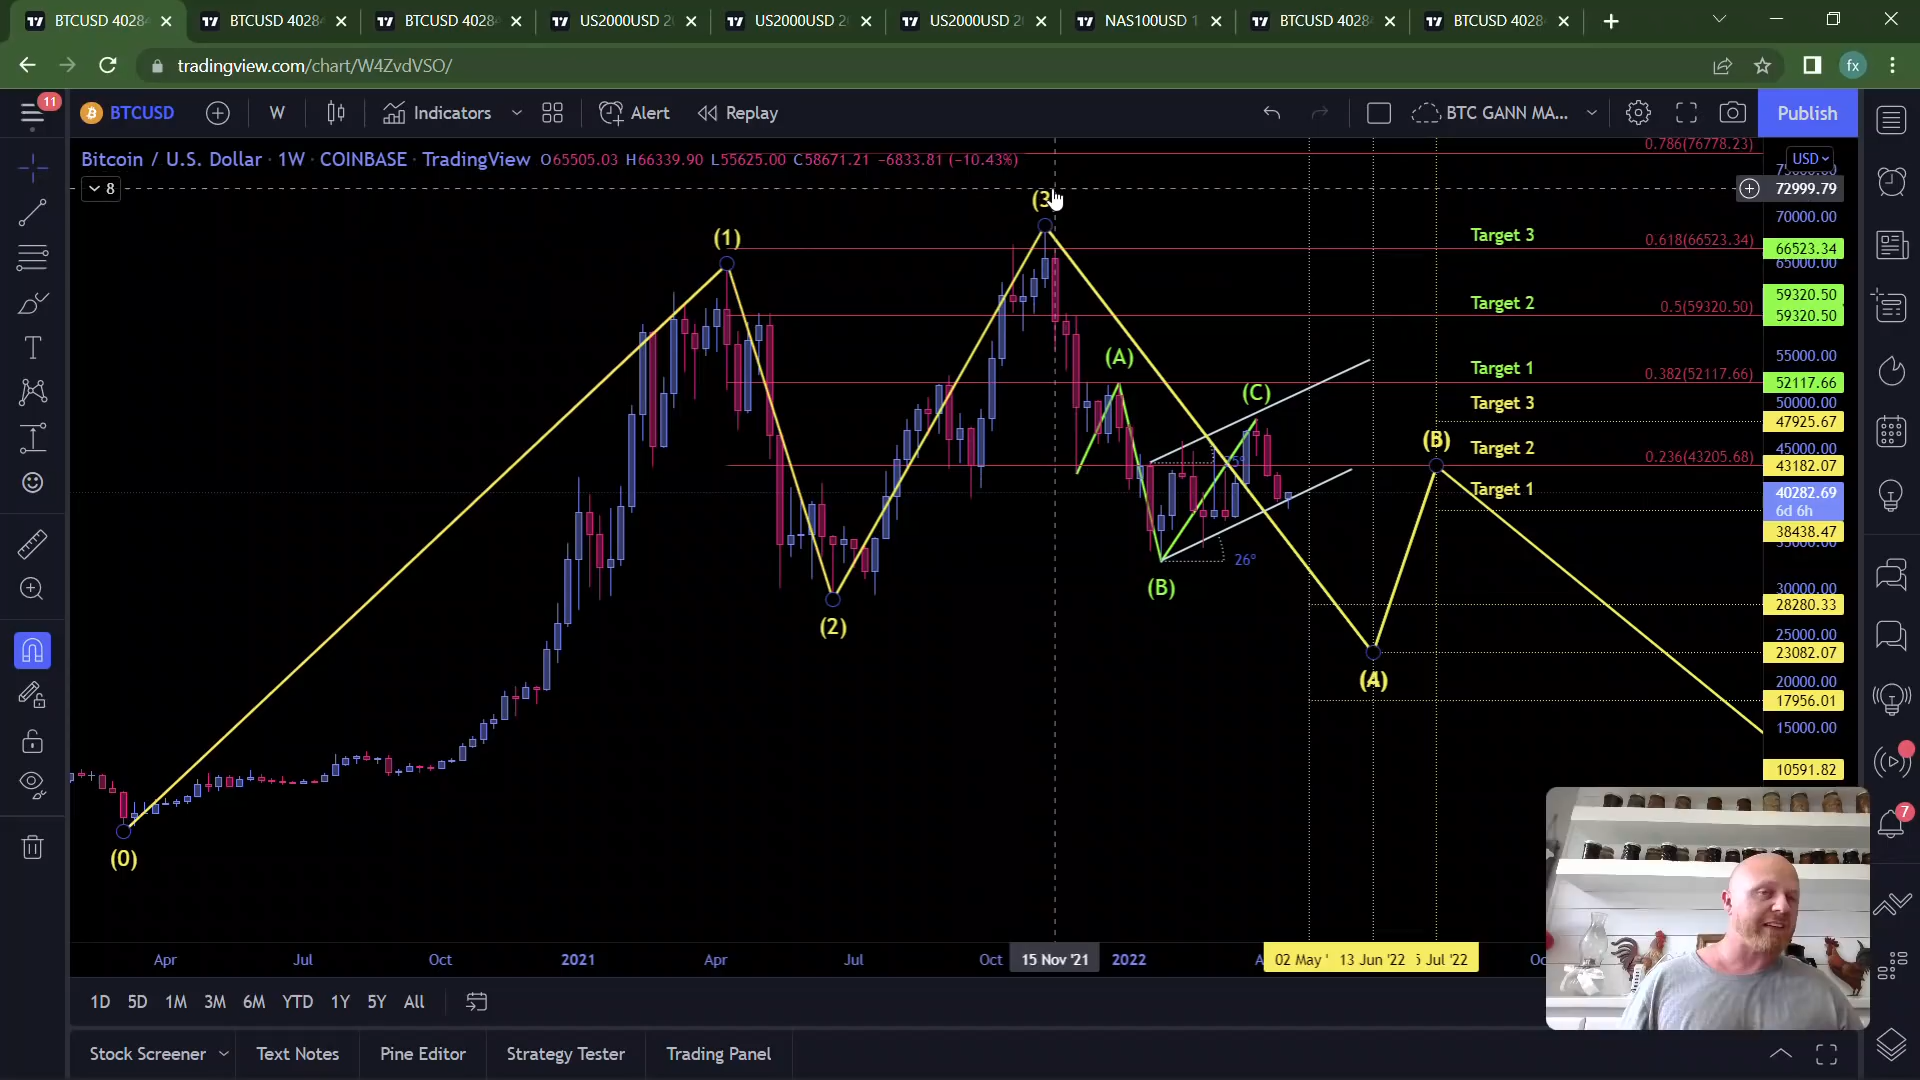 BTCUSD 4028
BTCUSD 4028
BTCUSD 4028
US2000USD 2
US2000USD 2
US2000USD 2
NAS100USD 1
BTCUSD 4028
BTCUSD 4028
tradingview.com/chart/W4ZvdVSO/
fx
11
BTCUSD
W
Indicators
Alert
Replay
BTC GANN MA...
Publish
Bitcoin / U.S. Dollar · 1W · COINBASE · TradingView O65505.03 H66339.90 L55625.00 C58671.21 −6833.81 (−10.43%)
8
0.786(76778.23)
USD
72999.79
70000.00
(3)
(1)
Target 3
0.618(66523.34)
66523.34
65000.00
59320.50
Target 2
0.5(59320.50)
59320.50
(A)
55000.00
Target 1
0.382(52117.66)
52117.66
(C)
Target 3
50000.00
47925.67
(B)
Target 2
45000.00
0.236(43205.68)
43182.07
Target 1
40282.69
6d 6h
38438.47
26°
(B)
30000.00
28280.33
(2)
25000.00
23082.07
(A)
20000.00
17956.01
15000.00
10591.82
(0)
7
Apr
Jul
Oct
2021
Apr
Jul
Oct
15 Nov '21
2022
02 May '
13 Jun '22
Jul '22
1D
5D
1M
3M
6M
YTD
1Y
5Y
All
Stock Screener
Text Notes
Pine Editor
Strategy Tester
Trading Panel